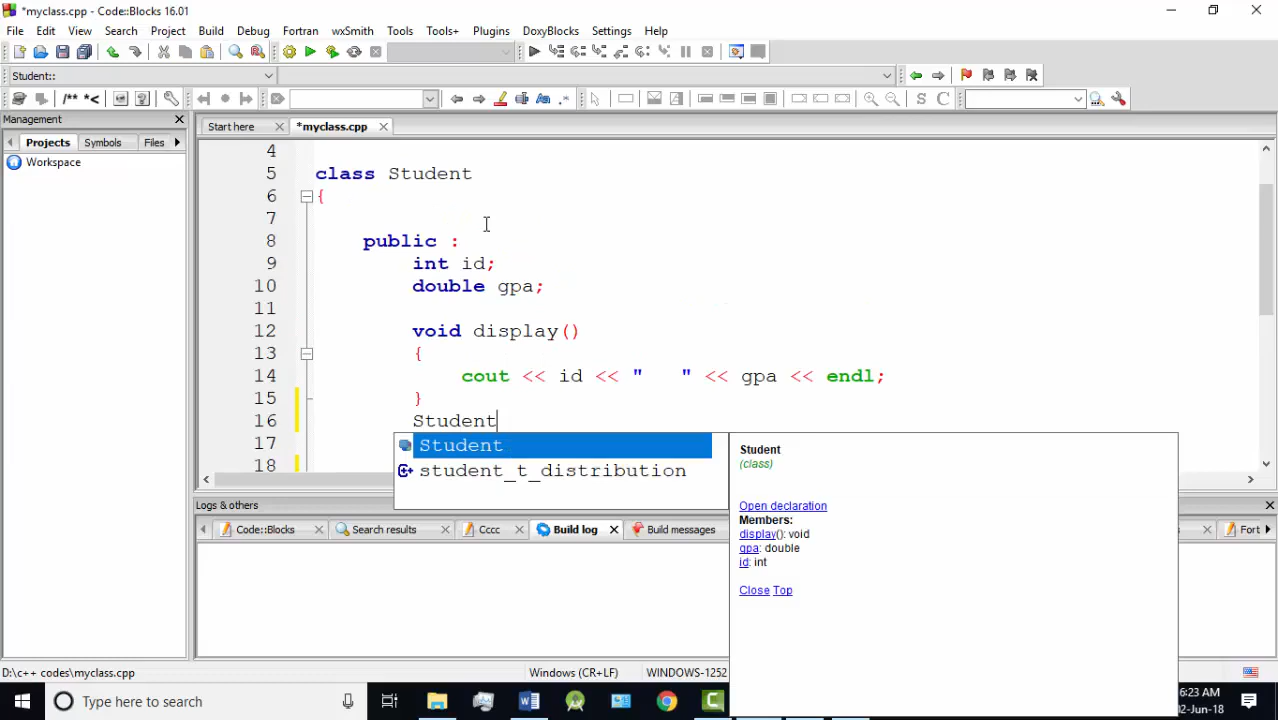 *myclass.cpp - Code::Blocks 16.01
File Edit View Search Project Build Debug Fortran wxSmith Tools Tools+ Plugins DoxyBlocks Settings Help
Student::
/** *<
S C
Management
Projects Symbols Files
Workspace
Start here *myclass.cpp
4
5 class Student
6 {
7
8 public :
9 int id;
10 double gpa;
11
12 void display()
13 {
14 cout << id << "   " << gpa << endl;
15 }
16 Student
17
18
Student
student_t_distribution
Student
(class)
Open declaration
Members:
display(): void
gpa: double
id: int
Close Top
Logs & others
Code::Blocks Search results Cccc Build log Build messages Fort
D:\c++ codes\myclass.cpp Windows (CR+LF) WINDOWS-1252
Type here to search
6:23 AM
02-Jun-18